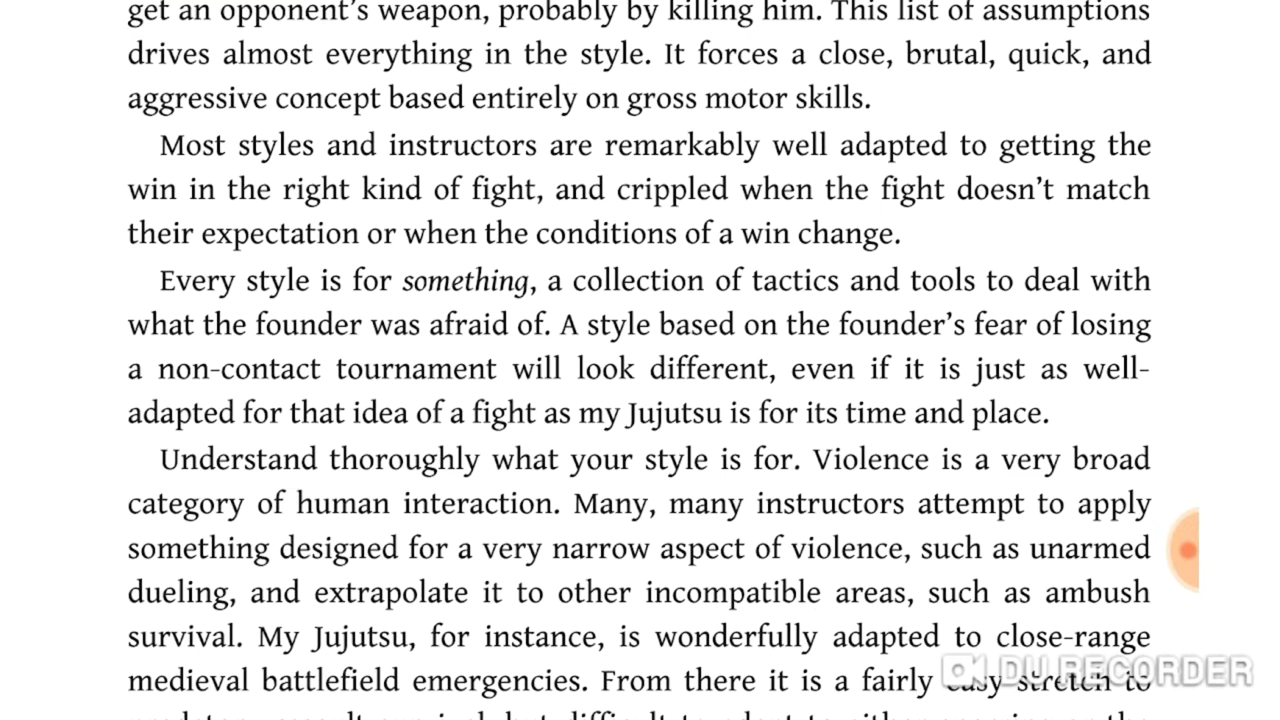 get an opponent’s weapon, probably by killing him. This list of assumptions
drives almost everything in the style. It forces a close, brutal, quick, and
aggressive concept based entirely on gross motor skills.
Most styles and instructors are remarkably well adapted to getting the
win in the right kind of fight, and crippled when the fight doesn’t match
their expectation or when the conditions of a win change.
Every style is for something, a collection of tactics and tools to deal with
what the founder was afraid of. A style based on the founder’s fear of losing
a non-contact tournament will look different, even if it is just as well-
adapted for that idea of a fight as my Jujutsu is for its time and place.
Understand thoroughly what your style is for. Violence is a very broad
category of human interaction. Many, many instructors attempt to apply
something designed for a very narrow aspect of violence, such as unarmed
dueling, and extrapolate it to other incompatible areas, such as ambush
survival. My Jujutsu, for instance, is wonderfully adapted to close-range
medieval battlefield emergencies. From there it is a fairly easy stretch to
DU RECORDER